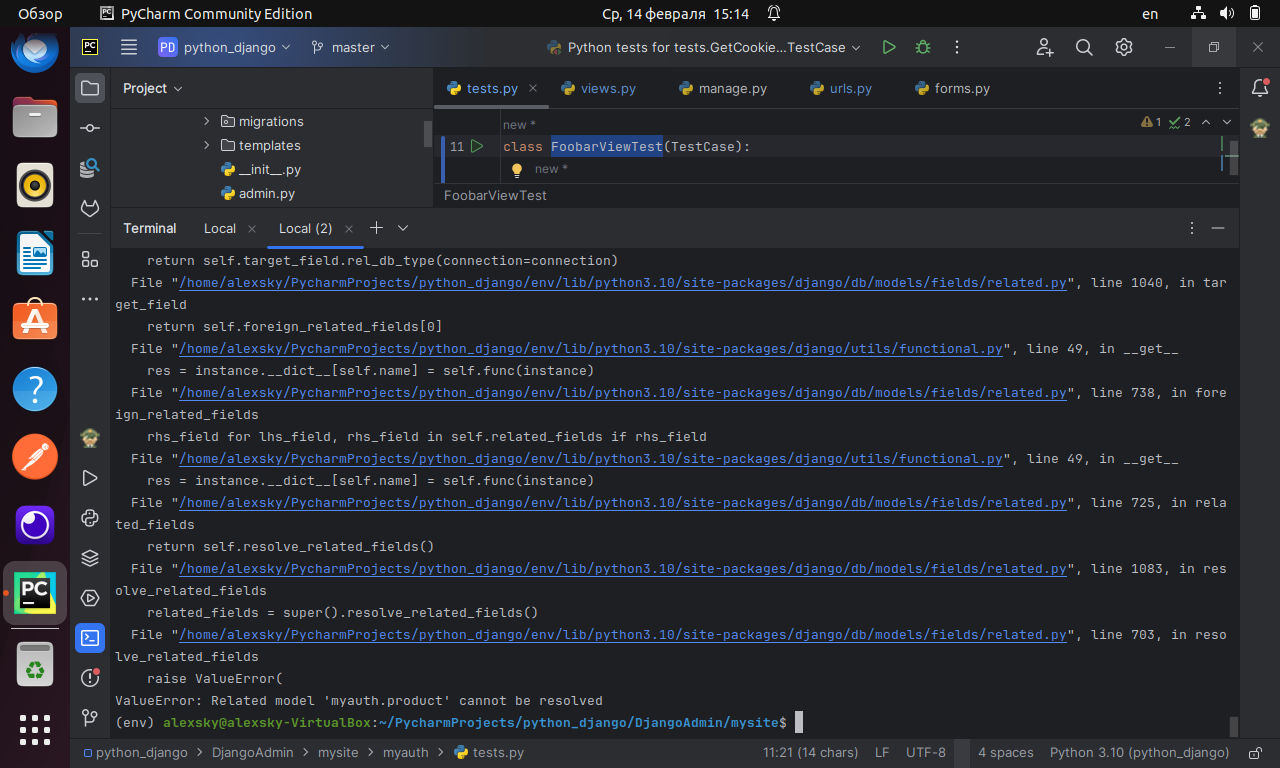 Обзор
PyCharm Community Edition
Ср, 14 февраля 15:14
en
PC
PD python_django
master
Python tests for tests.GetCookie...TestCase
Project
tests.py
views.py
manage.py
urls.py
forms.py
migrations
templates
__init__.py
admin.py
new *
1
2
11 class FoobarViewTest(TestCase):
new *
FoobarViewTest
Terminal
Local
Local (2)
return self.target_field.rel_db_type(connection=connection)
File "/home/alexsky/PycharmProjects/python_django/env/lib/python3.10/site-packages/django/db/models/fields/related.py", line 1040, in tar
get_field
return self.foreign_related_fields[0]
File "/home/alexsky/PycharmProjects/python_django/env/lib/python3.10/site-packages/django/utils/functional.py", line 49, in __get__
res = instance.__dict__[self.name] = self.func(instance)
File "/home/alexsky/PycharmProjects/python_django/env/lib/python3.10/site-packages/django/db/models/fields/related.py", line 738, in fore
ign_related_fields
rhs_field for lhs_field, rhs_field in self.related_fields if rhs_field
File "/home/alexsky/PycharmProjects/python_django/env/lib/python3.10/site-packages/django/utils/functional.py", line 49, in __get__
res = instance.__dict__[self.name] = self.func(instance)
File "/home/alexsky/PycharmProjects/python_django/env/lib/python3.10/site-packages/django/db/models/fields/related.py", line 725, in rela
ted_fields
return self.resolve_related_fields()
File "/home/alexsky/PycharmProjects/python_django/env/lib/python3.10/site-packages/django/db/models/fields/related.py", line 1083, in res
olve_related_fields
related_fields = super().resolve_related_fields()
File "/home/alexsky/PycharmProjects/python_django/env/lib/python3.10/site-packages/django/db/models/fields/related.py", line 703, in reso
lve_related_fields
raise ValueError(
ValueError: Related model 'myauth.product' cannot be resolved
(env) alexsky@alexsky-VirtualBox:~/PycharmProjects/python_django/DjangoAdmin/mysite$
python_django
DjangoAdmin
mysite
myauth
tests.py
11:21 (14 chars)
LF
UTF-8
4 spaces
Python 3.10 (python_django)